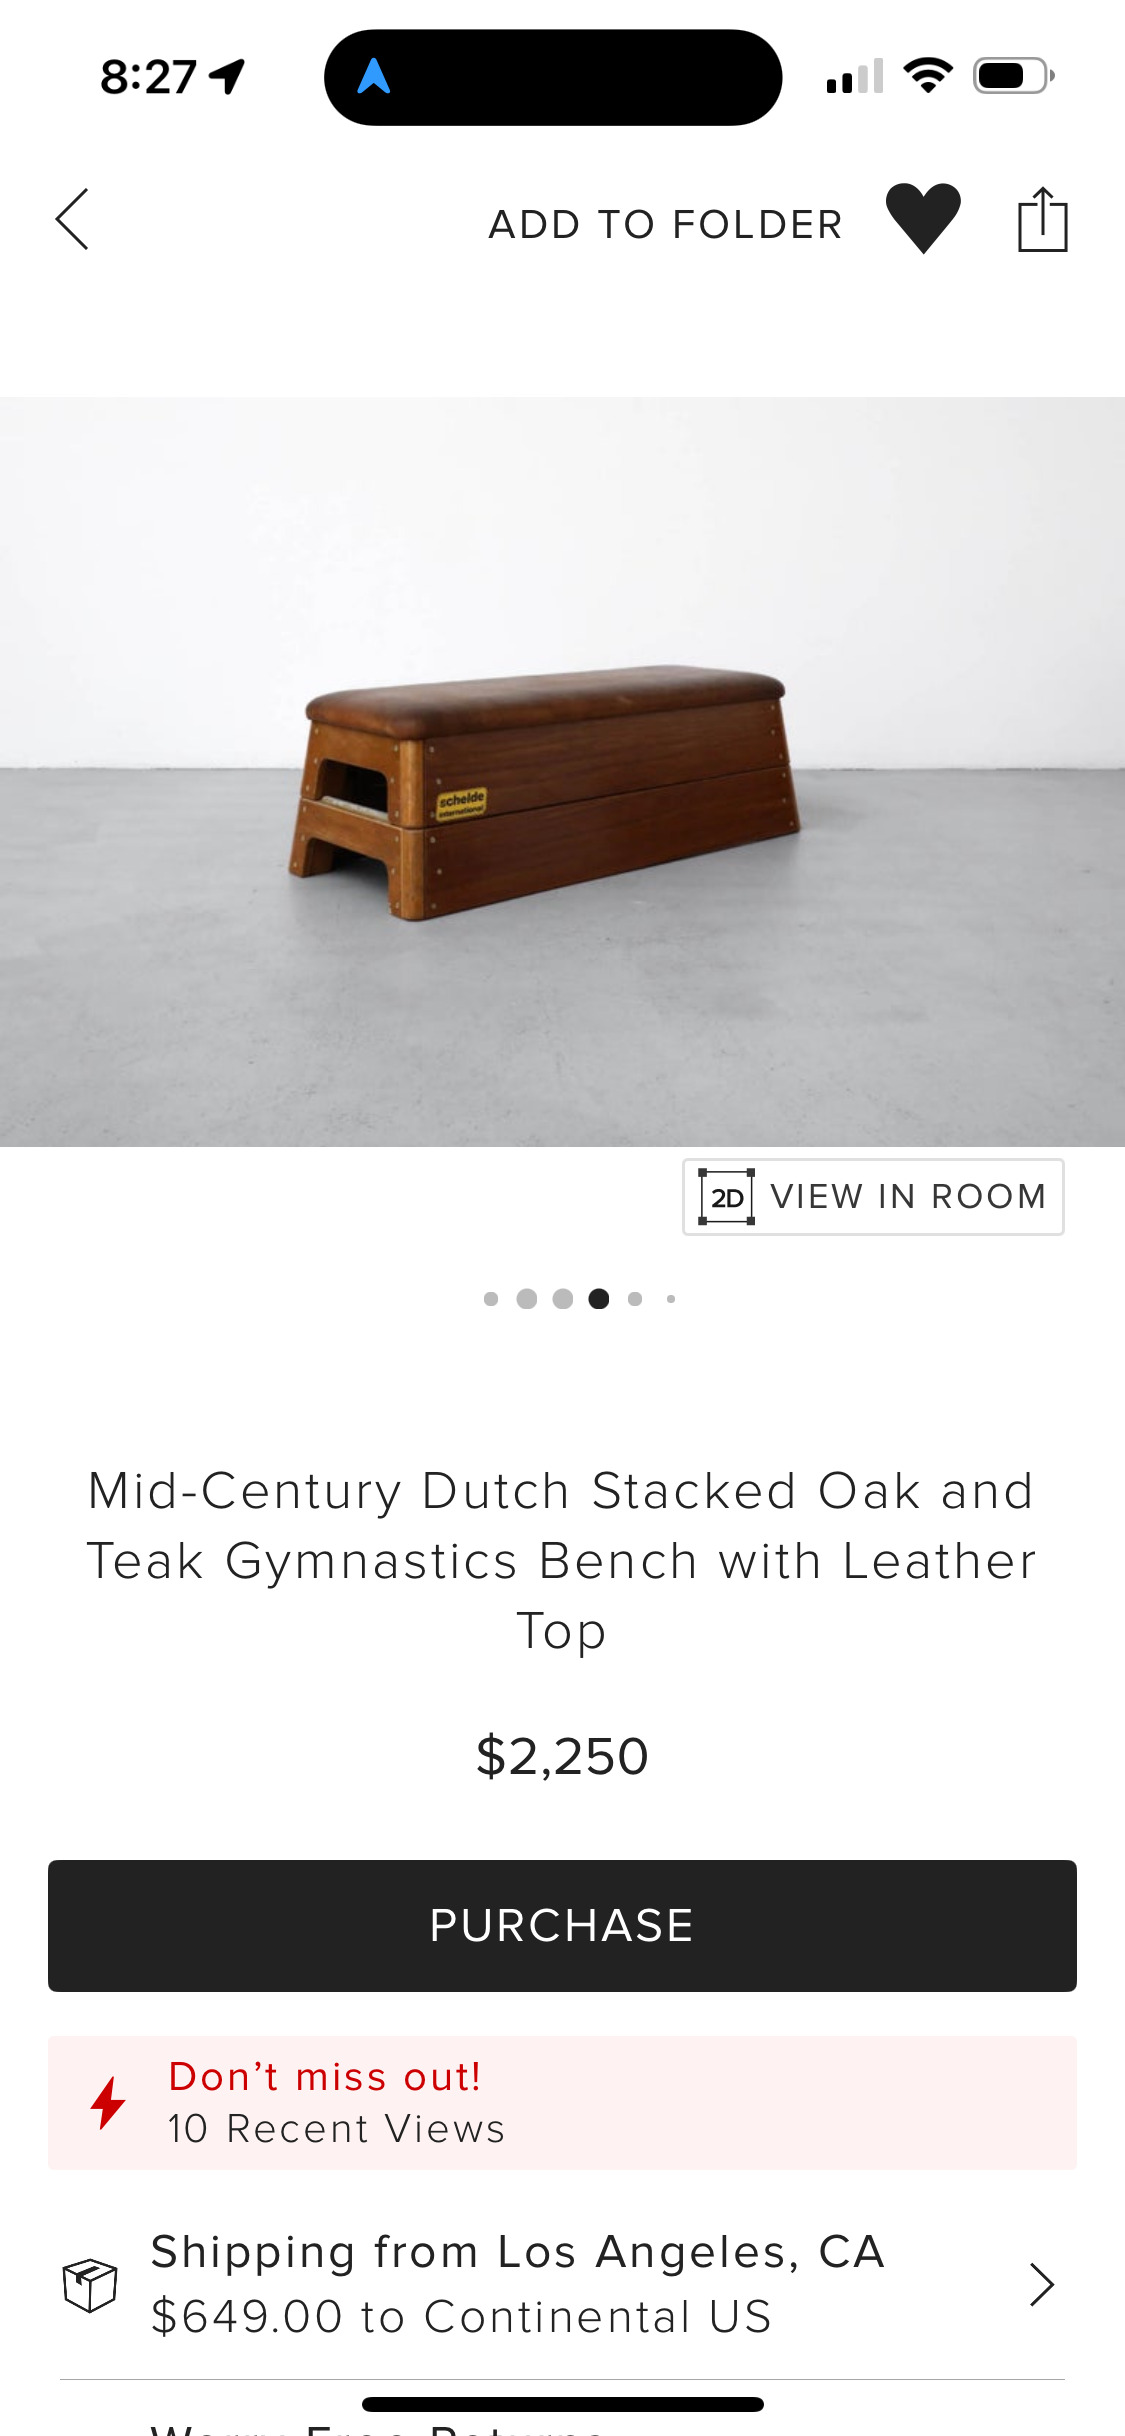 8:27
ADD TO FOLDER
schelde
international
2D VIEW IN ROOM
Mid-Century Dutch Stacked Oak and
Teak Gymnastics Bench with Leather
Top
$2,250
PURCHASE
Don’t miss out!
10 Recent Views
Shipping from Los Angeles, CA
$649.00 to Continental US